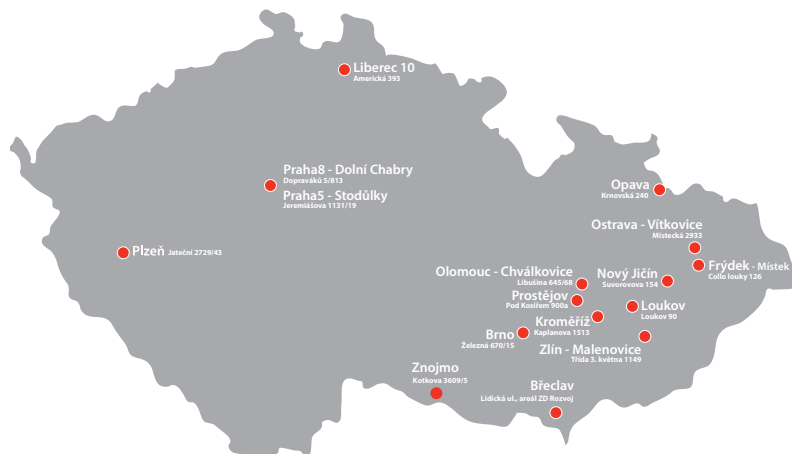 Liberec 10
Americká 393
Praha8 - Dolní Chabry
Dopraváků 5/813
Praha5 - Stodůlky
Jeremiášova 1131/19
Plzeň Jateční 2729/43
Opava
Krnovská 240
Ostrava - Vítkovice
Místecká 2933
Frýdek - Místek
Collo louky 126
Olomouc - Chválkovice
Libušina 645/68
Nový Jičín
Suvorovova 154
Prostějov
Pod Kosířem 900a
Loukov
Loukov 90
Kroměříž
Kaplanova 1513
Brno
Železná 670/15
Zlín - Malenovice
Třída 3. května 1149
Znojmo
Kotkova 3609/5
Břeclav
Lidická ul., areál ZD Rozvoj